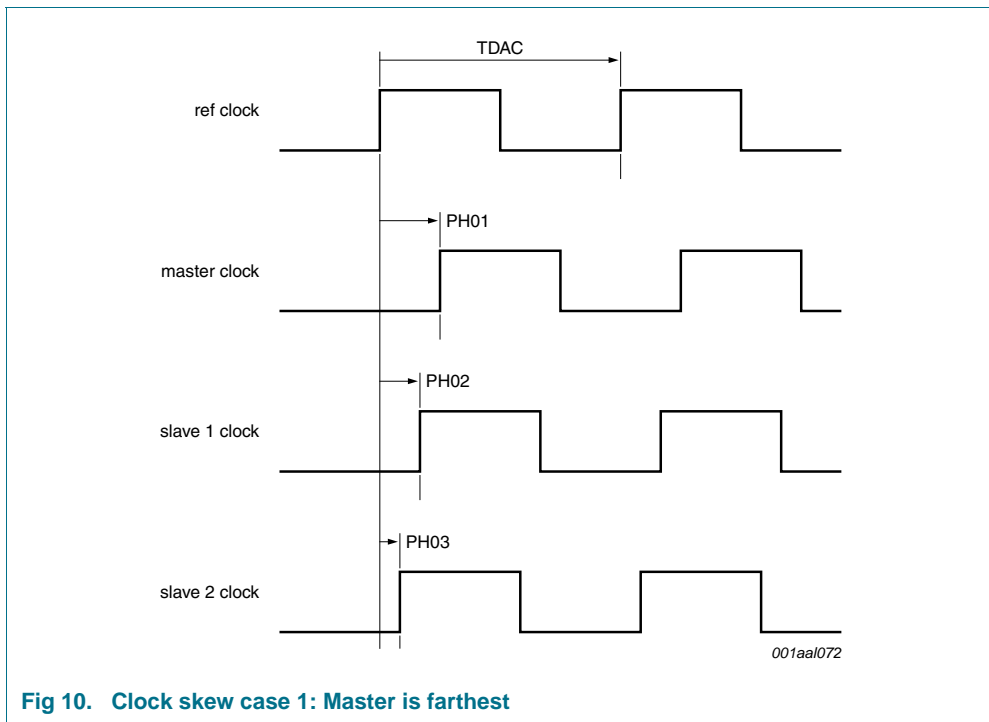 TDAC
ref clock
PH01
master clock
PH02
slave 1 clock
PH03
slave 2 clock
001aal072
Fig 10. Clock skew case 1: Master is farthest